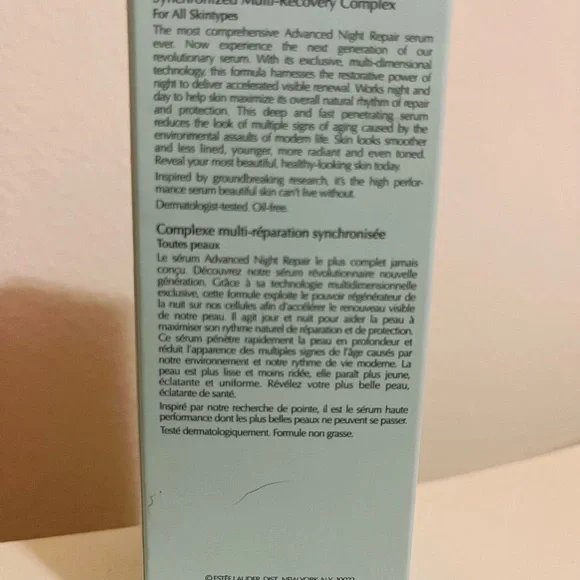 Synchronized Multi-Recovery Complex
For All Skintypes
The most comprehensive Advanced Night Repair serum
ever. Now experience the next generation of our
revolutionary serum. With its exclusive, multi-dimensional
technology, this formula harnesses the restorative power of
night to deliver accelerated visible renewal. Works night and
day to help skin maximize its overall natural rhythm of repair
and protection. This deep and fast penetrating serum
reduces the look of multiple signs of aging caused by the
environmental assaults of modern life. Skin looks smoother
and less lined, younger, more radiant and even toned.
Reveal your most beautiful, healthy-looking skin today.
Inspired by groundbreaking research, it's the high perfor-
mance serum beautiful skin can't live without.
Dermatologist-tested. Oil-free.
Complexe multi-réparation synchronisée
Toutes peaux
Le sérum Advanced Night Repair le plus complet jamais
conçu. Découvrez notre sérum révolutionnaire nouvelle
génération. Grâce à sa technologie multidimensionnelle
exclusive, cette formule exploite le pouvoir régénérateur de
la nuit sur nos cellules afin d'accélérer le renouveau visible
de notre peau. Il agit jour et nuit pour aider la peau à
maximiser son rythme naturel de réparation et de protection.
Ce sérum pénètre rapidement la peau en profondeur et
réduit l'apparence des multiples signes de l'âge causés par
notre environnement et notre rythme de vie moderne. La
peau est plus lisse et moins ridée, elle paraît plus jeune,
éclatante et uniforme. Révélez votre plus belle peau,
éclatante de santé.
Inspiré par notre recherche de pointe, il est le sérum haute
performance dont les plus belles peaux ne peuvent se passer.
Testé dermatologiquement. Formule non grasse.
© ESTÉE LAUDER, DIST. NEW YORK, N.Y. 10022